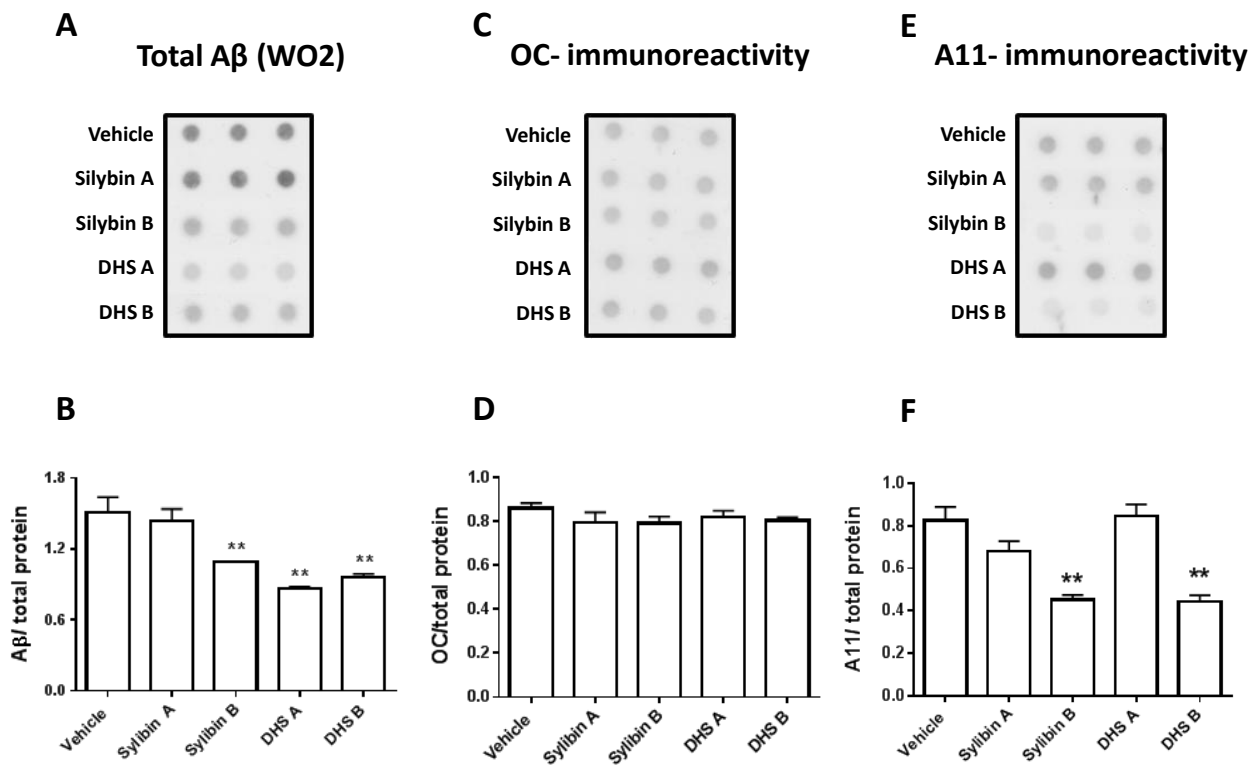 A
Total Aβ (WO2)
Vehicle
Silybin A
Silybin B
DHS A
DHS B
C
OC- immunoreactivity
Vehicle
Silybin A
Silybin B
DHS A
DHS B
E
A11- immunoreactivity
Vehicle
Silybin A
Silybin B
DHS A
DHS B
B
Aβ/ total protein
1.8
1.2
0.6
0.0
**
**
**
Vehicle
Sylibin A
Sylibin B
DHS A
DHS B
D
OC/total protein
1.0
0.8
0.6
0.4
0.2
0.0
Vehicle
Sylibin A
Sylibin B
DHS A
DHS B
F
A11/ total protein
1.0
0.8
0.6
0.4
0.2
0.0
**
**
Vehicle
Sylibin A
Sylibin B
DHS A
DHS B